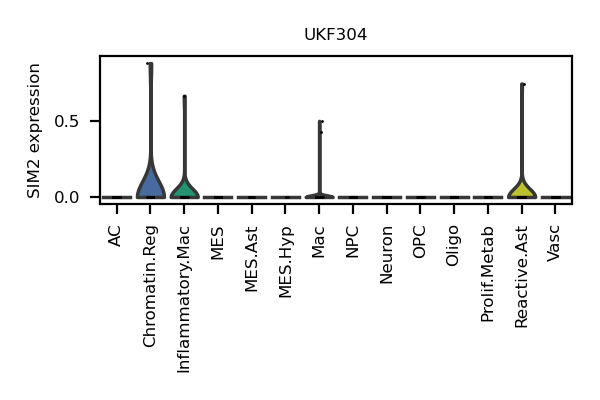 UKF304
SIM2 expression
0.5
0.0
AC
Chromatin.Reg
Inflammatory.Mac
MES
MES.Ast
MES.Hyp
Mac
NPC
Neuron
OPC
Oligo
Prolif.Metab
Reactive.Ast
Vasc